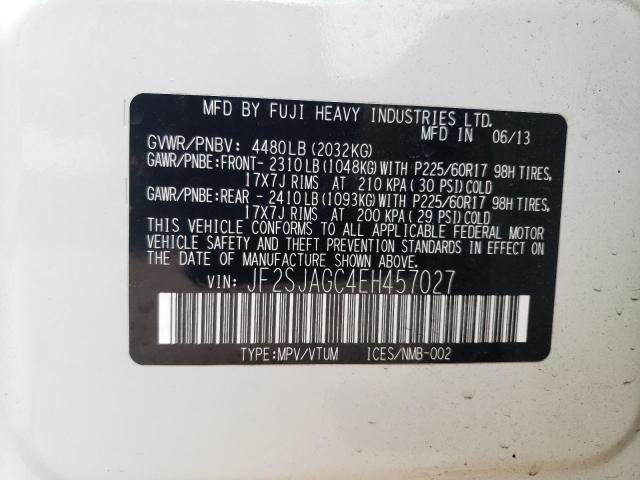 MFD BY FUJI HEAVY INDUSTRIES LTD.
MFD IN 06/13
GVWR/PNBV: 4480LB(2032KG)
GAWR/PNBE:FRONT- 2310LB(1048KG)WITH P225/60R17 98H TIRES,
17X7J RIMS AT 210 KPA(30 PSI)COLD
GAWR/PNBE:REAR - 2410LB(1093KG)WITH P225/60R17 98H TIRES,
17X7J RIMS AT 200 KPA(29 PSI)COLD
THIS VEHICLE CONFORMS TO ALL APPLICABLE FEDERAL MOTOR
VEHICLE SAFETY AND THEFT PREVENTION STANDARDS IN EFFECT ON
THE DATE OF MANUFACTURE SHOWN ABOVE.
VIN: JF2SJAGC4EH457027
TYPE:MPV/VTUM ICES/NMB-002